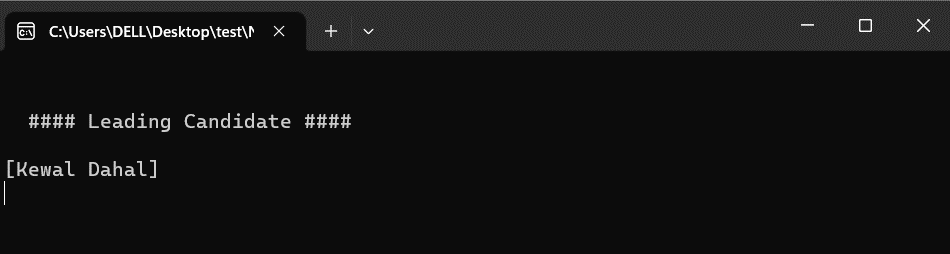 C:\Users\DELL\Desktop\test\
#### Leading Candidate ####
[Kewal Dahal]